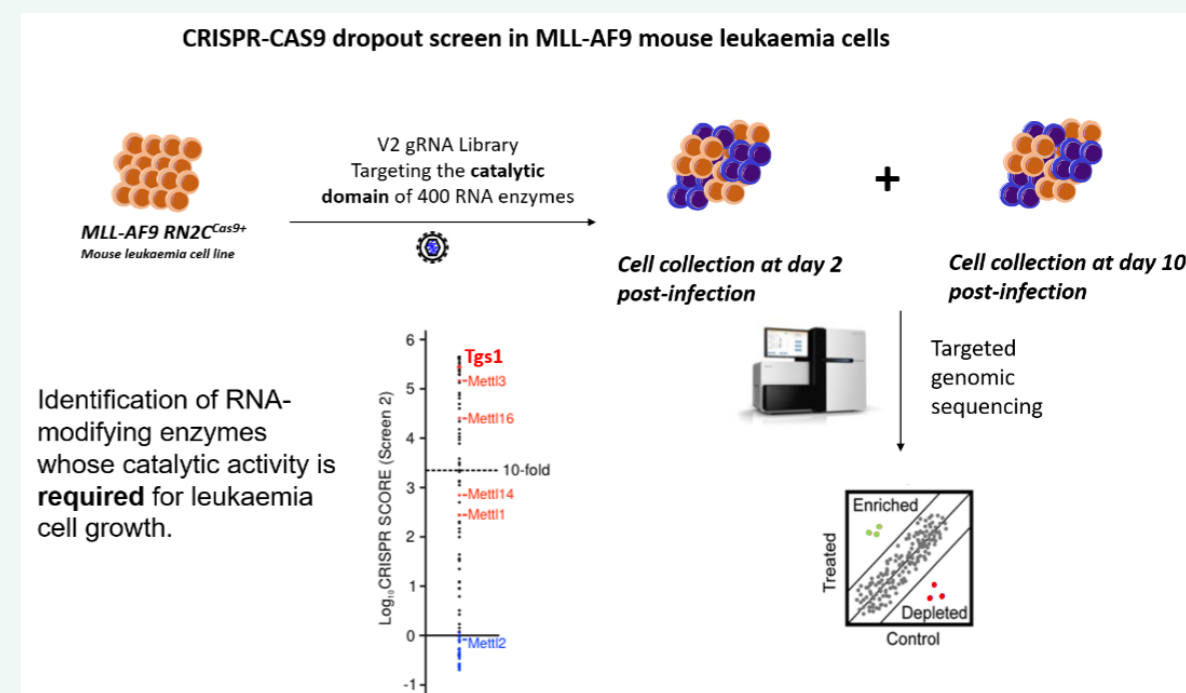 CRISPR-CAS9 dropout screen in MLL-AF9 mouse leukaemia cells
V2 gRNA Library
Targeting the catalytic
domain of 400 RNA enzymes
+
MLL-AF9 RN2C^Cas9+
Mouse leukaemia cell line
Cell collection at day 2
post-infection
Cell collection at day 10
post-infection
Targeted
genomic
sequencing
Identification of RNA-
modifying enzymes
whose catalytic activity is
required for leukaemia
cell growth.
Log₁₀CRISPR SCORE (Screen 2)
6
5
4
3
2
1
0
-1
Tgs1
Mettl3
Mettl16
10-fold
Mettl14
Mettl1
Mettl2
Enriched
Depleted
Treated
Control